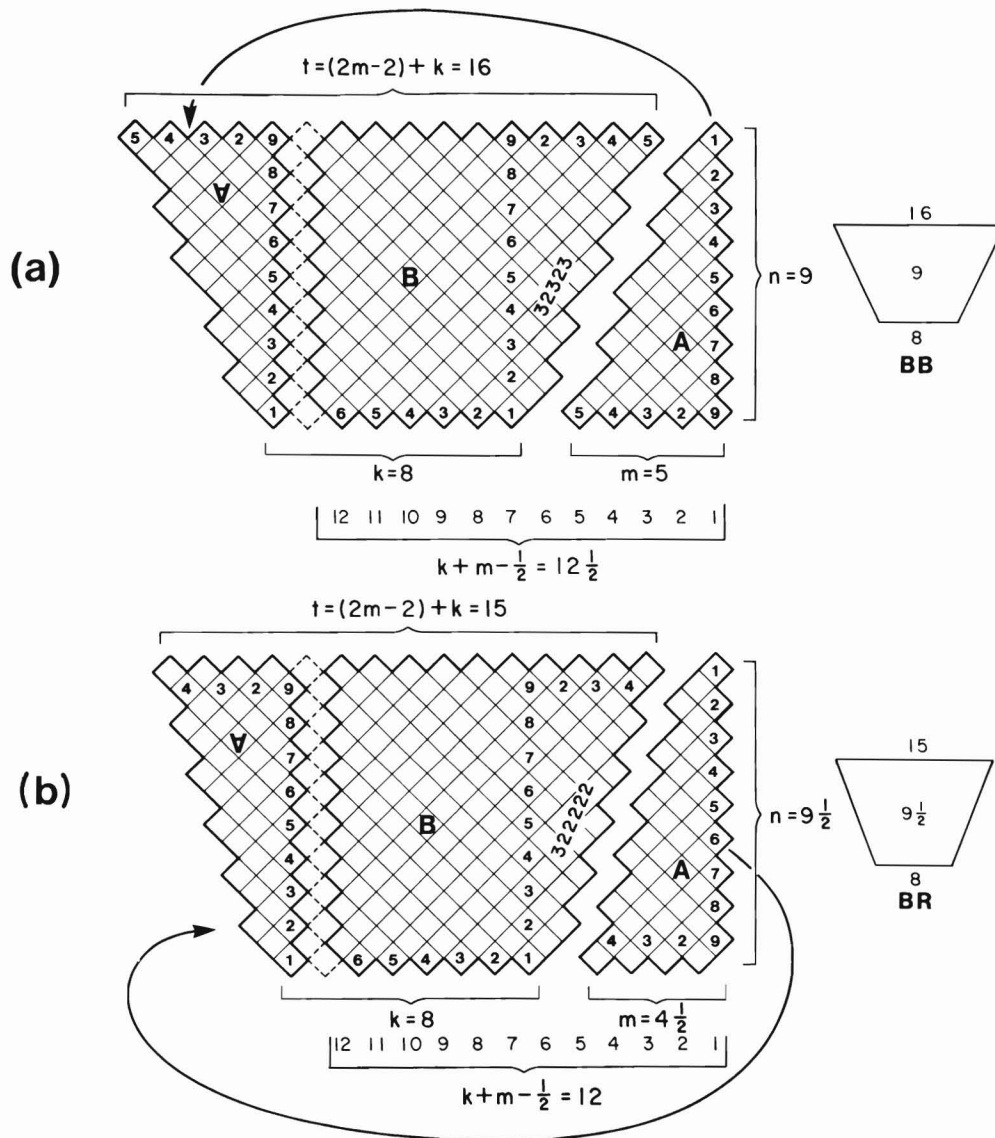 t=(2m-2)+k=16
5 4 3 2 9 9 2 3 4 5 1
8 8 2
∀
7 7 3
6 6 4
(a)
B
5 5 5
32323
n=9
16
9
8
BB
4 4 6
A
3 3 7
2 2 8
1 6 5 4 3 2 1 5 4 3 2 9
k=8 m=5
12 11 10 9 8 7 6 5 4 3 2 1
k+m-½=12½
t=(2m-2)+k=15
1
4 3 2 9 9 2 3 4 2
8 8
∀
3
7 7 4
6 6 5
(b)
B
5 5 6
322222
n=9½
15
9½
8
BR
4 4 7
A
3 3 8
2 2 4 3 2 9
1 6 5 4 3 2 1
k=8 m=4½
12 11 10 9 8 7 6 5 4 3 2 1
k+m-½=12